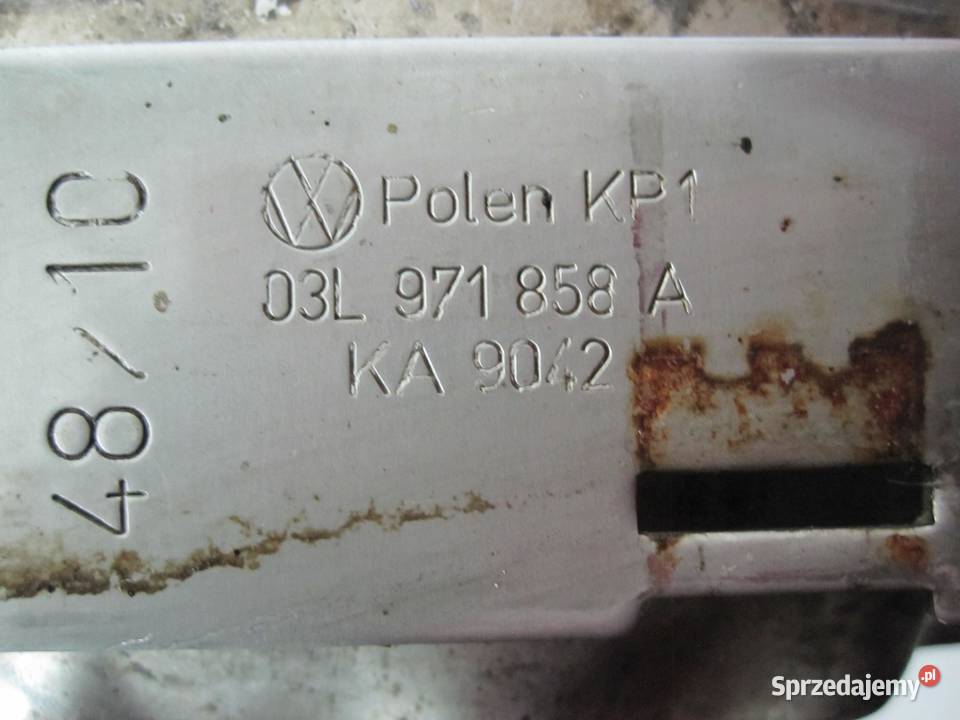 48/10
Polen KP1
03L 971 858 A
KA 9042
Sprzedajemy.pl